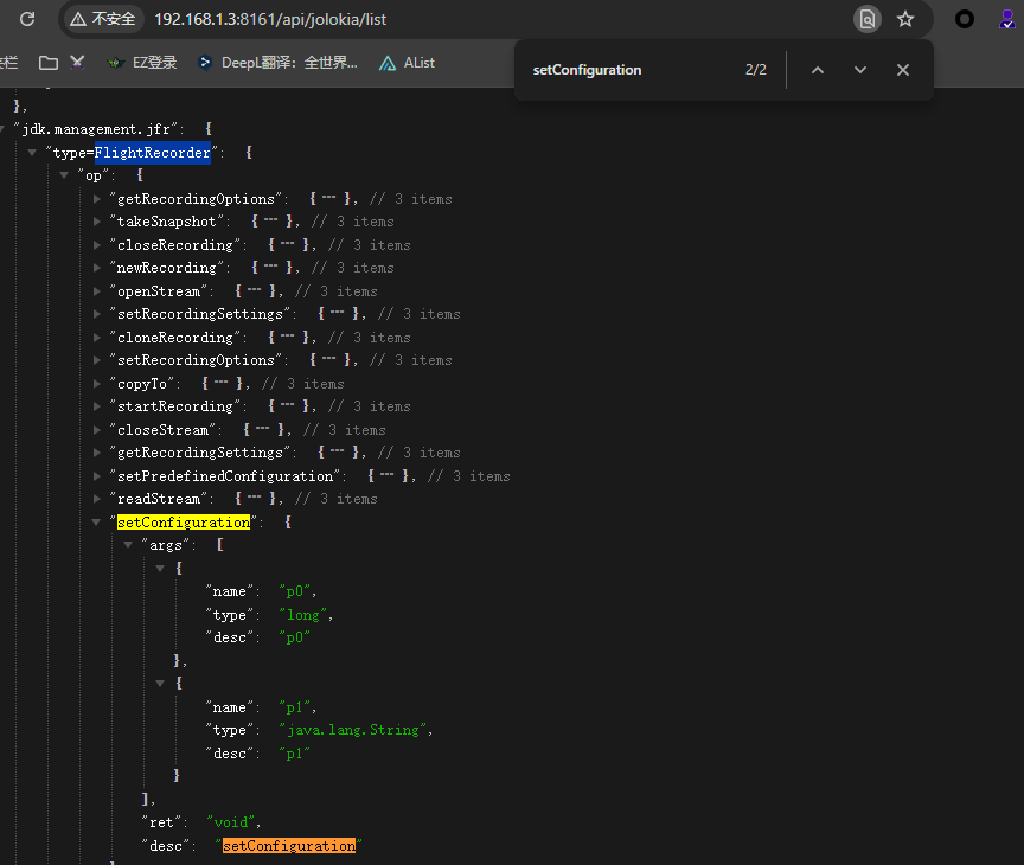 不安全 192.168.1.3:8161/api/jolokia/list
栏 EZ登录 DeepL翻译：全世界... AList
setConfiguration 2/2
},
"jdk.management.jfr": {
"type=FlightRecorder": {
"op": {
"getRecordingOptions": { ··· }, // 3 items
"takeSnapshot": { ··· }, // 3 items
"closeRecording": { ··· }, // 3 items
"newRecording": { ··· }, // 3 items
"openStream": { ··· }, // 3 items
"setRecordingSettings": { ··· }, // 3 items
"cloneRecording": { ··· }, // 3 items
"setRecordingOptions": { ··· }, // 3 items
"copyTo": { ··· }, // 3 items
"startRecording": { ··· }, // 3 items
"closeStream": { ··· }, // 3 items
"getRecordingSettings": { ··· }, // 3 items
"setPredefinedConfiguration": { ··· }, // 3 items
"readStream": { ··· }, // 3 items
"setConfiguration": {
"args": [
{
"name": "p0",
"type": "long",
"desc": "p0"
},
{
"name": "p1",
"type": "java.lang.String",
"desc": "p1"
}
],
"ret": "void",
"desc": "setConfiguration"